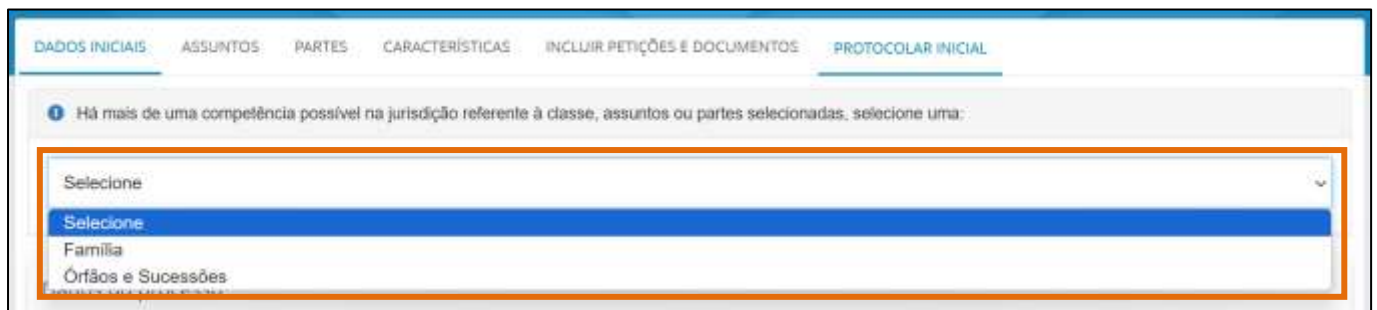 DADOS INICIAIS ASSUNTOS PARTES CARACTERÍSTICAS INCLUIR PETIÇÕES E DOCUMENTOS PROTOCOLAR INICIAL
Há mais de uma competência possível na jurisdição referente à classe, assuntos ou partes selecionadas, selecione uma:
Selecione
Selecione
Família
Órfãos e Sucessões